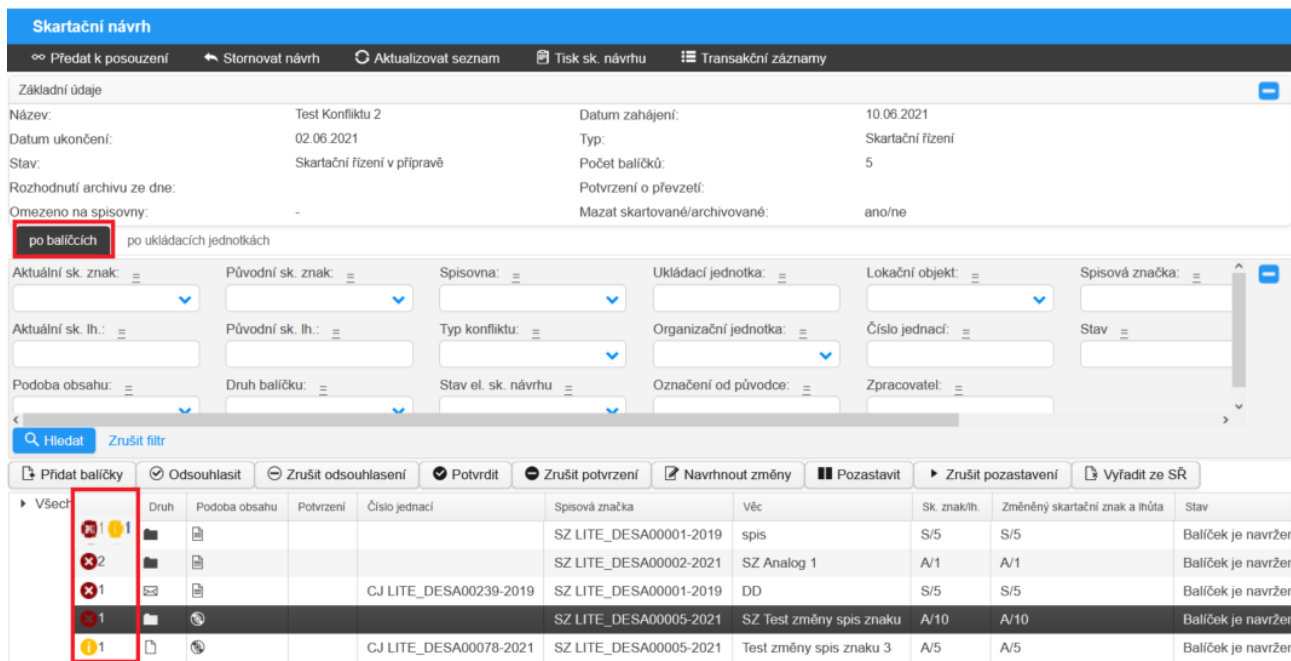 Skartační návrh
Předat k posouzení Stornovat návrh Aktualizovat seznam Tisk sk. návrhu Transakční záznamy
Základní údaje
Název: Test Konfliktu 2 Datum zahájení: 10.06.2021
Datum ukončení: 02.06.2021 Typ: Skartační řízení
Stav: Skartační řízení v přípravě Počet balíčků: 5
Rozhodnutí archivu ze dne: Potvrzení o převzetí:
Omezeno na spisovny: - Mazat skartované/archivované: ano/ne
po balíčcích po ukládacích jednotkách
Aktuální sk. znak: = Původní sk. znak: = Spisovna: = Ukládací jednotka: = Lokační objekt: = Spisová značka: =
Aktuální sk. lh.: = Původní sk. lh.: = Typ konfliktu: = Organizační jednotka: = Číslo jednací: = Stav =
Podoba obsahu: = Druh balíčku: = Stav el. sk. návrhu = Označení od původce: = Zpracovatel: =
Hledat Zrušit filtr
Přidat balíčky Odsouhlasit Zrušit odsouhlasení Potvrdit Zrušit potvrzení Navrhnout změny Pozastavit Zrušit pozastavení Vyřadit ze SŘ
Všech Druh Podoba obsahu Potvrzení Číslo jednací Spisová značka Věc Sk. znak/lh. Změněný skartační znak a lhůta Stav
1 1 SZ LITE_DESA00001-2019 spis S/5 S/5 Balíček je navržen
2 SZ LITE_DESA00002-2021 SZ Analog 1 A/1 A/1 Balíček je navržen
1 CJ LITE_DESA00239-2019 SZ LITE_DESA00001-2019 DD S/5 S/5 Balíček je navržen
1 SZ LITE_DESA00005-2021 SZ Test změny spis znaku A/10 A/10 Balíček je navržen
1 CJ LITE_DESA00078-2021 SZ LITE_DESA00005-2021 Test změny spis znaku 3 A/5 A/5 Balíček je navržen